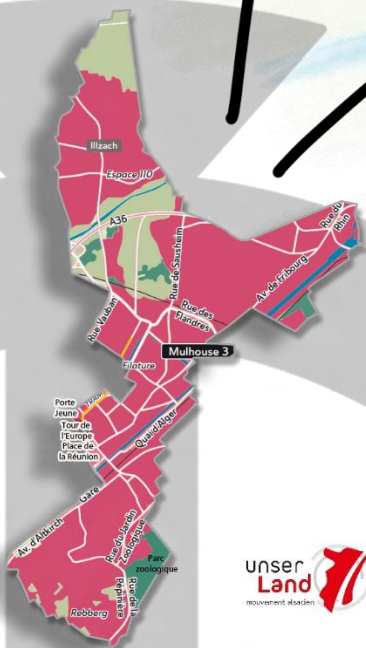 Illzach
Espace 110
A36
Rue de Sausheim
Rue du
Rhin
Av. de Fribourg
Rue Vauban
Rue des
Flandres
Mulhouse 3
Filature
Porte
Jeune
TRAM
Tour de
l'Europe
Place de
la Réunion
Quai d'Alger
Gare
Av. d'Altkirch
Rue du Jardin
Zoologique
Parc
zoologique
Rue de la
Pépinière
Rebberg
unser
Land
mouvement alsacien